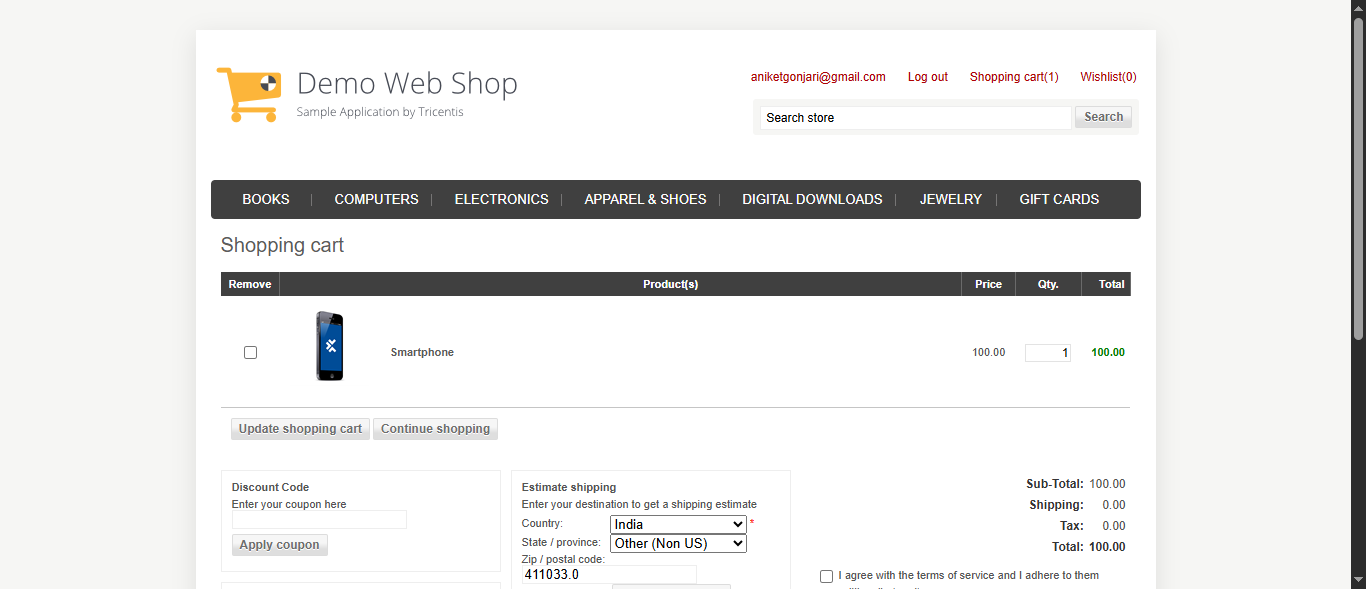 Demo Web Shop
Sample Application by Tricentis
aniketgonjari@gmail.com Log out Shopping cart(1) Wishlist(0)
Search store Search
BOOKS COMPUTERS ELECTRONICS APPAREL & SHOES DIGITAL DOWNLOADS JEWELRY GIFT CARDS
Shopping cart
Remove Product(s) Price Qty. Total
Smartphone 100.00 1 100.00
Update shopping cart Continue shopping
Discount Code
Enter your coupon here
Apply coupon
Estimate shipping
Enter your destination to get a shipping estimate
Country: India *
State / province: Other (Non US)
Zip / postal code:
411033.0
Sub-Total: 100.00
Shipping: 0.00
Tax: 0.00
Total: 100.00
I agree with the terms of service and I adhere to them